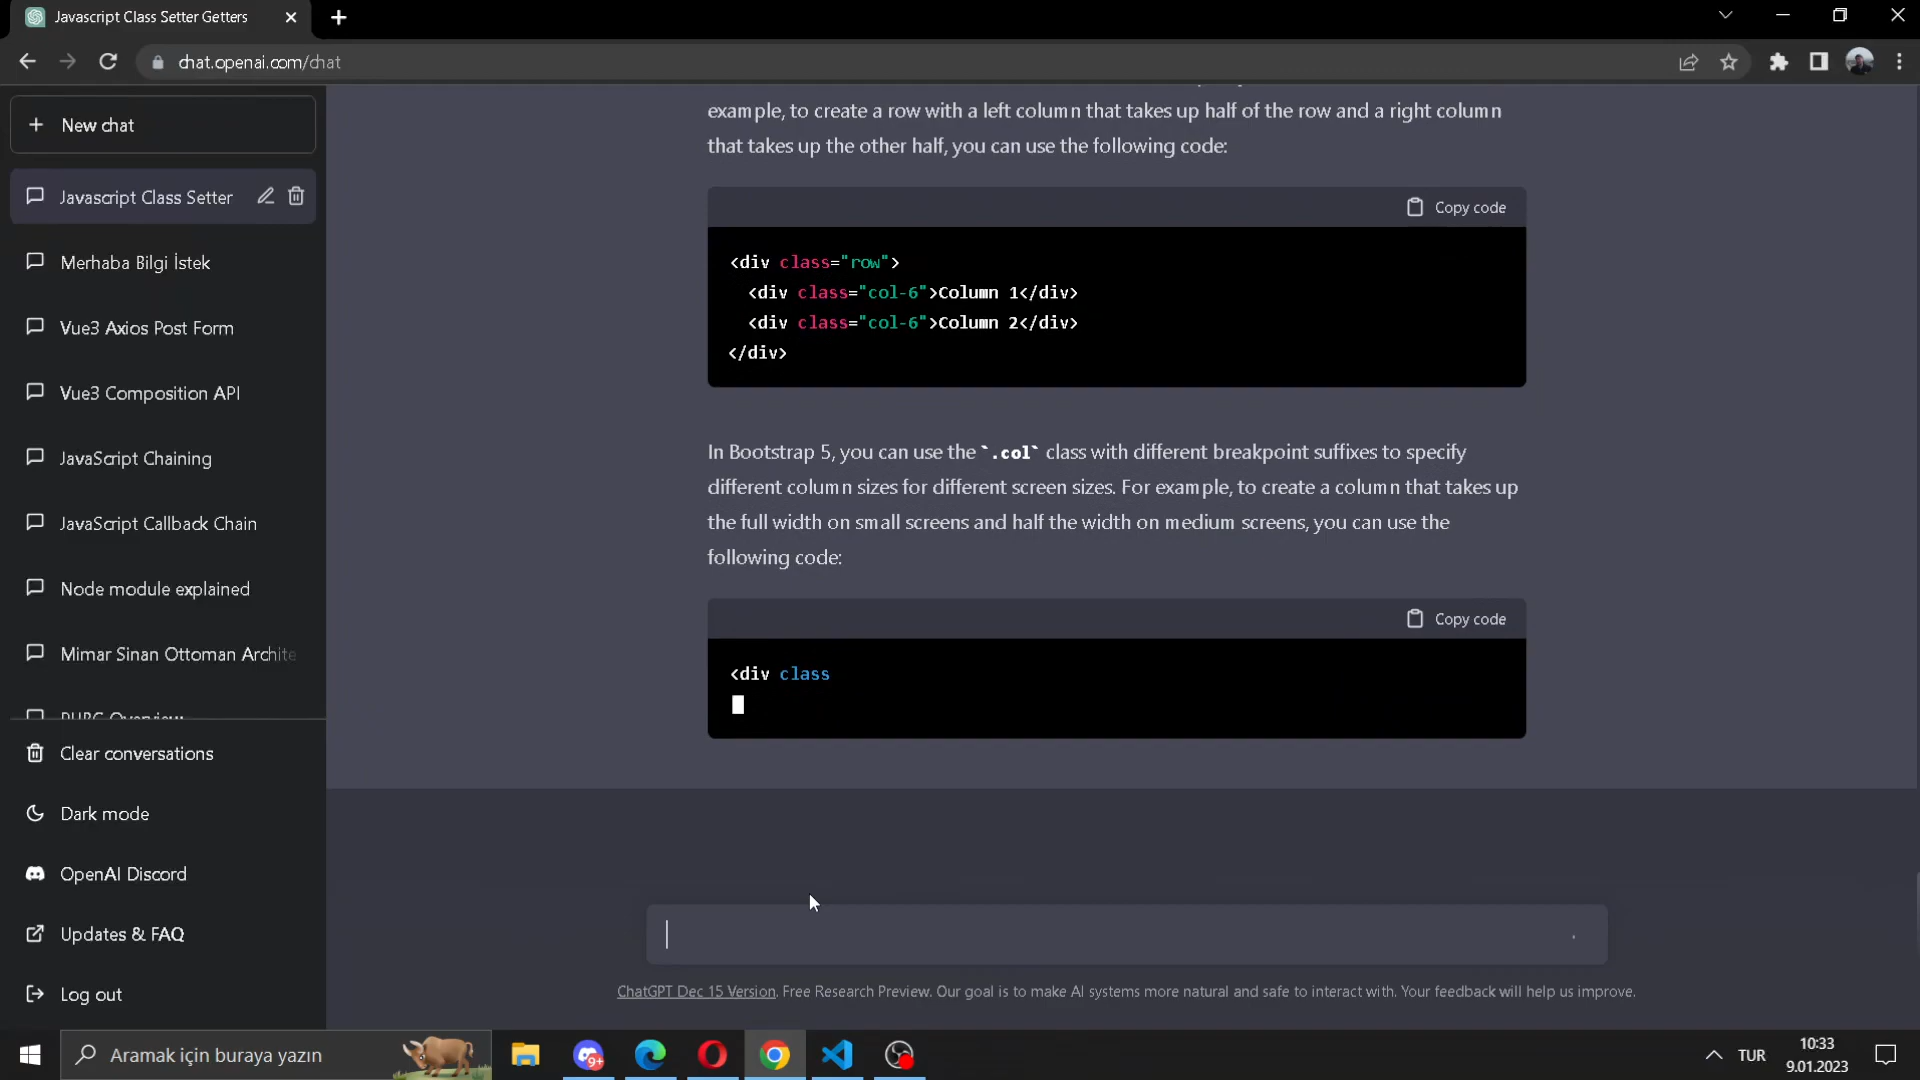 Javascript Class Setter Getters
chat.openai.com/chat
New chat
Javascript Class Setter
Merhaba Bilgi İstek
Vue3 Axios Post Form
Vue3 Composition API
JavaScript Chaining
JavaScript Callback Chain
Node module explained
Mimar Sinan Ottoman Archite
PUBG Overview
Clear conversations
Dark mode
OpenAI Discord
Updates & FAQ
Log out
example, to create a row with a left column that takes up half of the row and a right column
that takes up the other half, you can use the following code:
Copy code
<div class="row">
<div class="col-6">Column 1</div>
<div class="col-6">Column 2</div>
</div>
In Bootstrap 5, you can use the `.col` class with different breakpoint suffixes to specify
different column sizes for different screen sizes. For example, to create a column that takes up
the full width on small screens and half the width on medium screens, you can use the
following code:
Copy code
<div class
ChatGPT Dec 15 Version. Free Research Preview. Our goal is to make AI systems more natural and safe to interact with. Your feedback will help us improve.
Aramak için buraya yazın
9+
TUR
10:33
9.01.2023